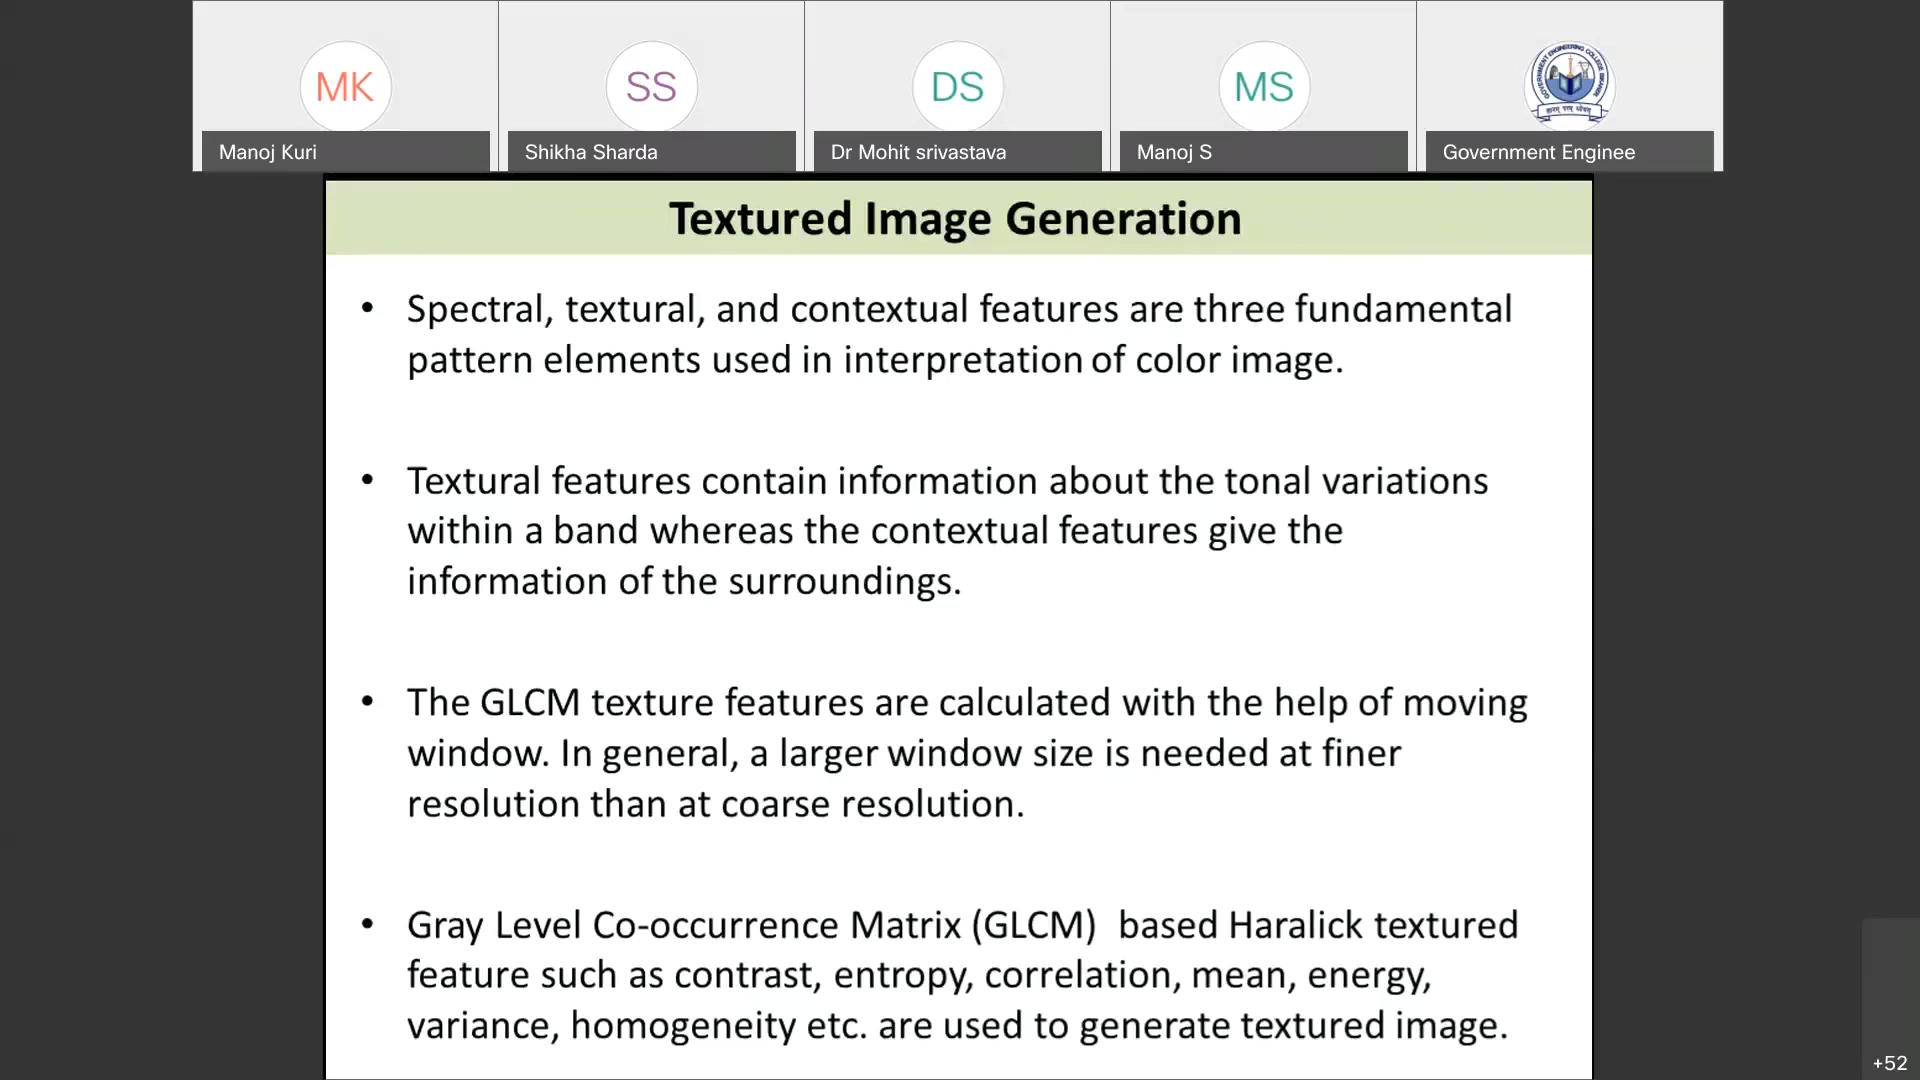 MK
SS
DS
MS
Manoj Kuri
Shikha Sharda
Dr Mohit srivastava
Manoj S
Government Enginee
Textured Image Generation
• Spectral, textural, and contextual features are three fundamental
pattern elements used in interpretation of color image.
• Textural features contain information about the tonal variations
within a band whereas the contextual features give the
information of the surroundings.
• The GLCM texture features are calculated with the help of moving
window. In general, a larger window size is needed at finer
resolution than at coarse resolution.
• Gray Level Co-occurrence Matrix (GLCM)  based Haralick textured
feature such as contrast, entropy, correlation, mean, energy,
variance, homogeneity etc. are used to generate textured image.
+52